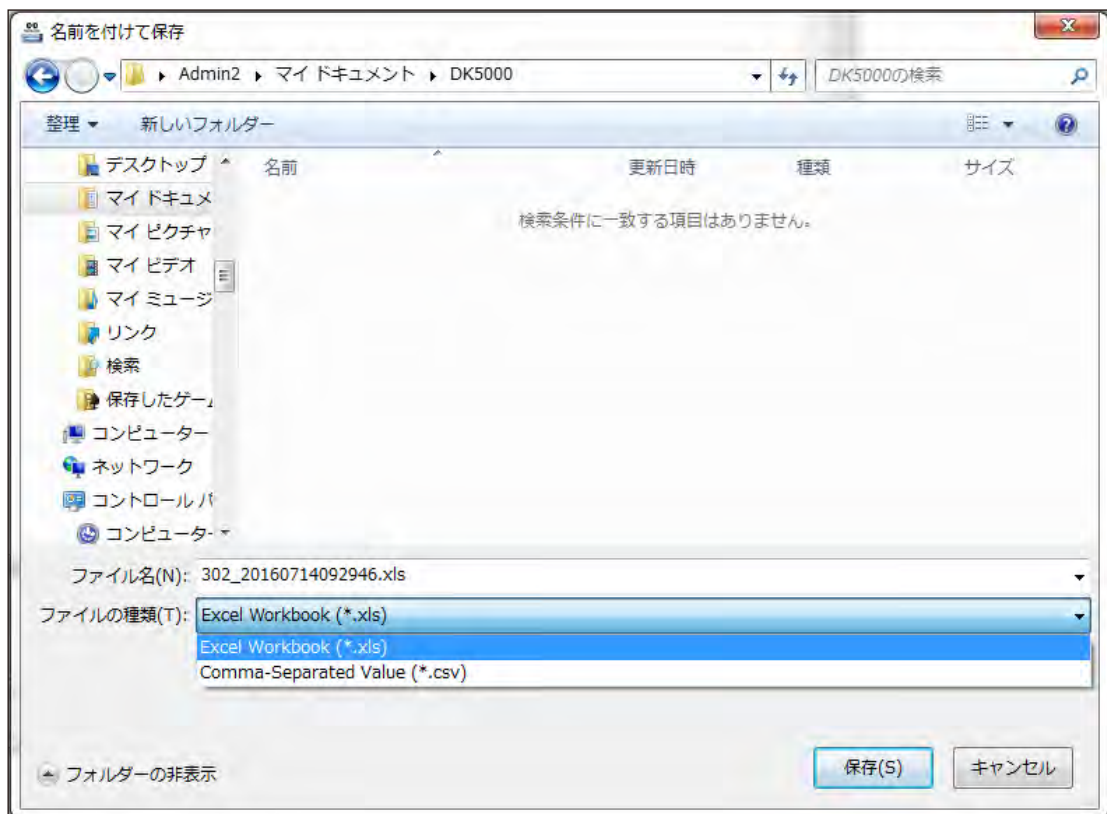 名前を付けて保存
Admin2 マイ ドキュメント DK5000
DK5000の検索
整理 新しいフォルダー
名前 更新日時 種類 サイズ
検索条件に一致する項目はありません。
デスクトップ
マイ ドキュメ
マイ ピクチャ
マイ ビデオ
マイ ミュージ
リンク
検索
保存したゲー
コンピューター
ネットワーク
コントロール パ
コンピューター
ファイル名(N): 302_20160714092946.xls
ファイルの種類(T): Excel Workbook (*.xls)
Excel Workbook (*.xls)
Comma-Separated Value (*.csv)
フォルダーの非表示
保存(S) キャンセル